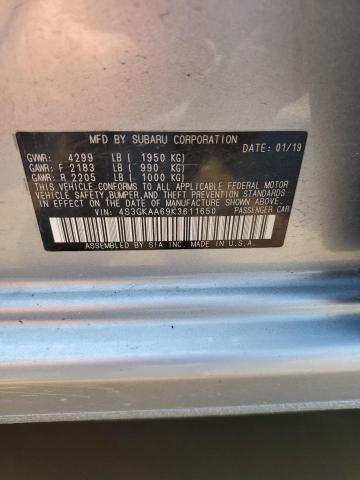 MFD BY SUBARU CORPORATION
GVWR: 4299 LB ( 1950 KG) DATE: 01/19
GAWR: F 2183 LB ( 990 KG)
GAWR: R 2205 LB ( 1000 KG)
THIS VEHICLE CONFORMS TO ALL APPLICABLE FEDERAL MOTOR
VEHICLE SAFETY, BUMPER, AND THEFT PREVENTION STANDARDS
IN EFFECT ON THE DATE OF MANUFACTURE SHOWN ABOVE.
VIN: 4S3GKAA69K3611650 PASSENGER CAR
ASSEMBLED BY SIA INC. MADE IN U.S.A.